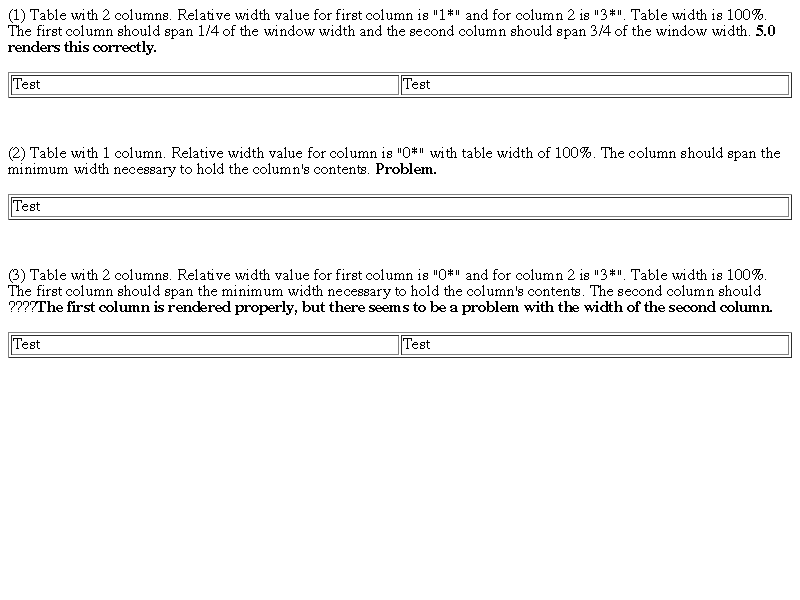 (1) Table with 2 columns. Relative width value for first column is "1*" and for column 2 is "3*". Table width is 100%.
The first column should span 1/4 of the window width and the second column should span 3/4 of the window width. 5.0
renders this correctly.
Test Test
(2) Table with 1 column. Relative width value for column is "0*" with table width of 100%. The column should span the
minimum width necessary to hold the column's contents. Problem.
Test
(3) Table with 2 columns. Relative width value for first column is "0*" and for column 2 is "3*". Table width is 100%.
The first column should span the minimum width necessary to hold the column's contents. The second column should
????The first column is rendered properly, but there seems to be a problem with the width of the second column.
Test Test